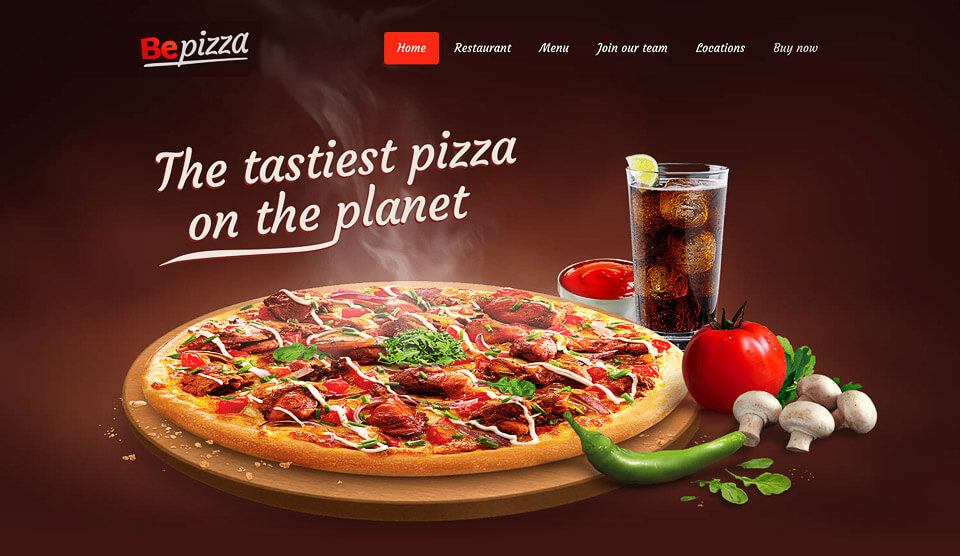 Bepizza
Home Restaurant Menu Join our team Locations Buy now
The tastiest pizza
on the planet